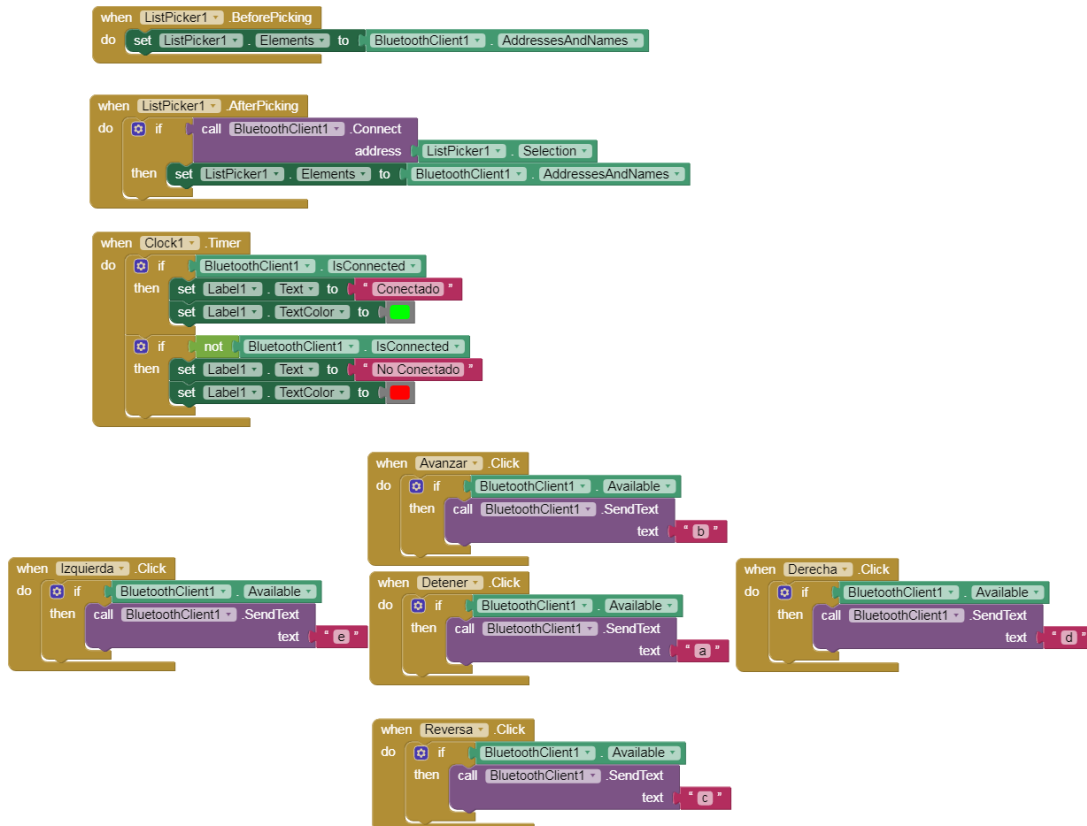 when ListPicker1 .BeforePicking
do set ListPicker1 . Elements to BluetoothClient1 . AddressesAndNames
when ListPicker1 .AfterPicking
do if call BluetoothClient1 .Connect
address ListPicker1 . Selection
then set ListPicker1 . Elements to BluetoothClient1 . AddressesAndNames
when Clock1 .Timer
do if BluetoothClient1 . IsConnected
then set Label1 . Text to " Conectado "
set Label1 . TextColor to
if not BluetoothClient1 . IsConnected
then set Label1 . Text to " No Conectado "
set Label1 . TextColor to
when Avanzar .Click
do if BluetoothClient1 . Available
then call BluetoothClient1 .SendText
text " b "
when Izquierda .Click
do if BluetoothClient1 . Available
then call BluetoothClient1 .SendText
text " e "
when Detener .Click
do if BluetoothClient1 . Available
then call BluetoothClient1 .SendText
text " a "
when Derecha .Click
do if BluetoothClient1 . Available
then call BluetoothClient1 .SendText
text " d "
when Reversa .Click
do if BluetoothClient1 . Available
then call BluetoothClient1 .SendText
text " c "